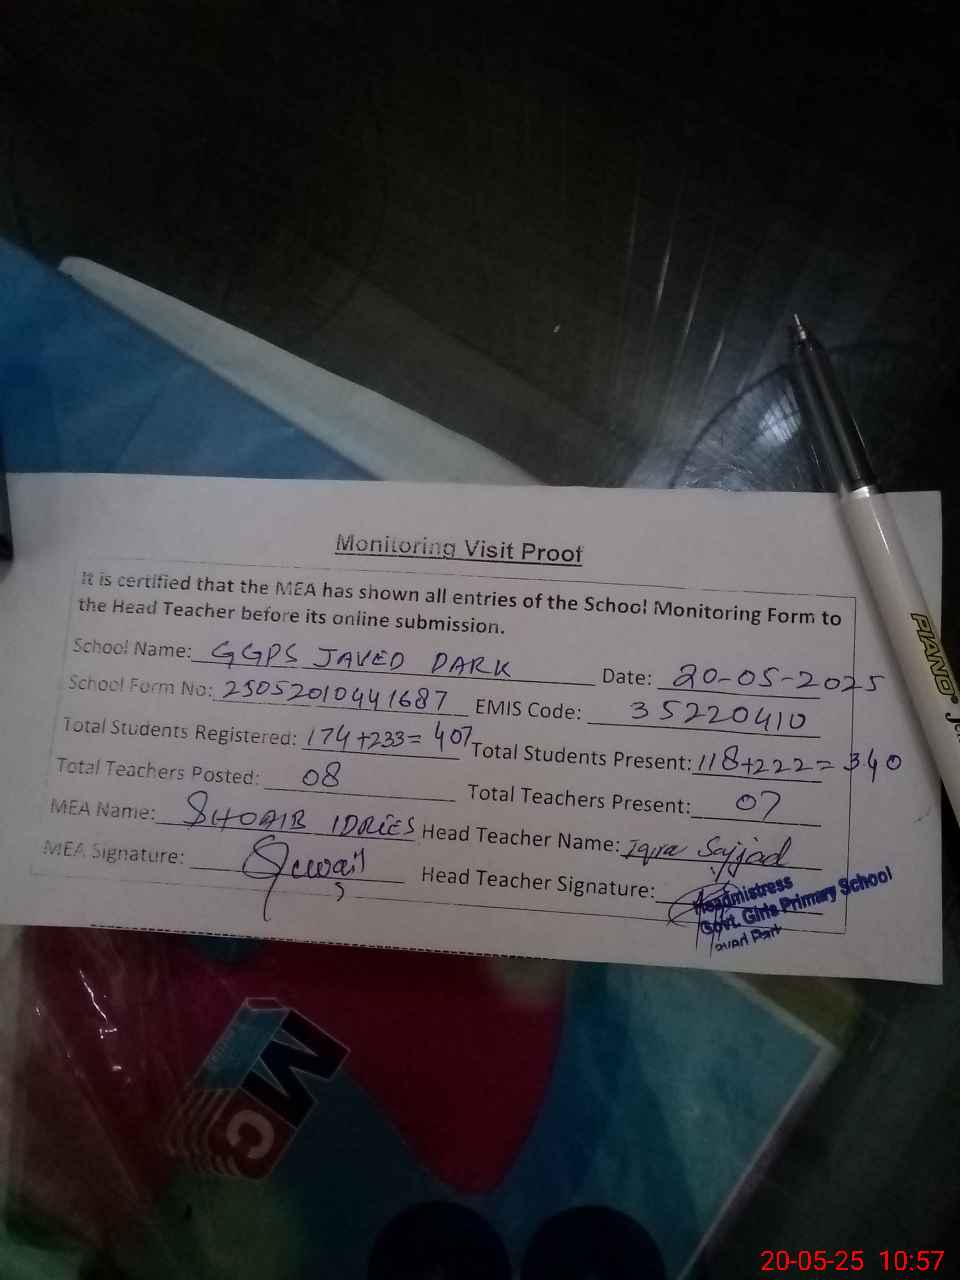 Monitoring Visit Proof
It is certified that the MEA has shown all entries of the School Monitoring Form to
the Head Teacher before its online submission.
School Name: GGPS JAVED PARK Date: 20-05-2025
School Form No: 25052010441687 EMIS Code: 35220410
Total Students Registered: 174+233= 407 Total Students Present: 118+222= 340
Total Teachers Posted: 08 Total Teachers Present: 07
MEA Name: SHOAIB IDREES Head Teacher Name: Iqra Sajjad
MEA Signature: Head Teacher Signature:
Headmistress
Govt. Girls Primary School
Park
PIANO
MC
20-05-25 10:57